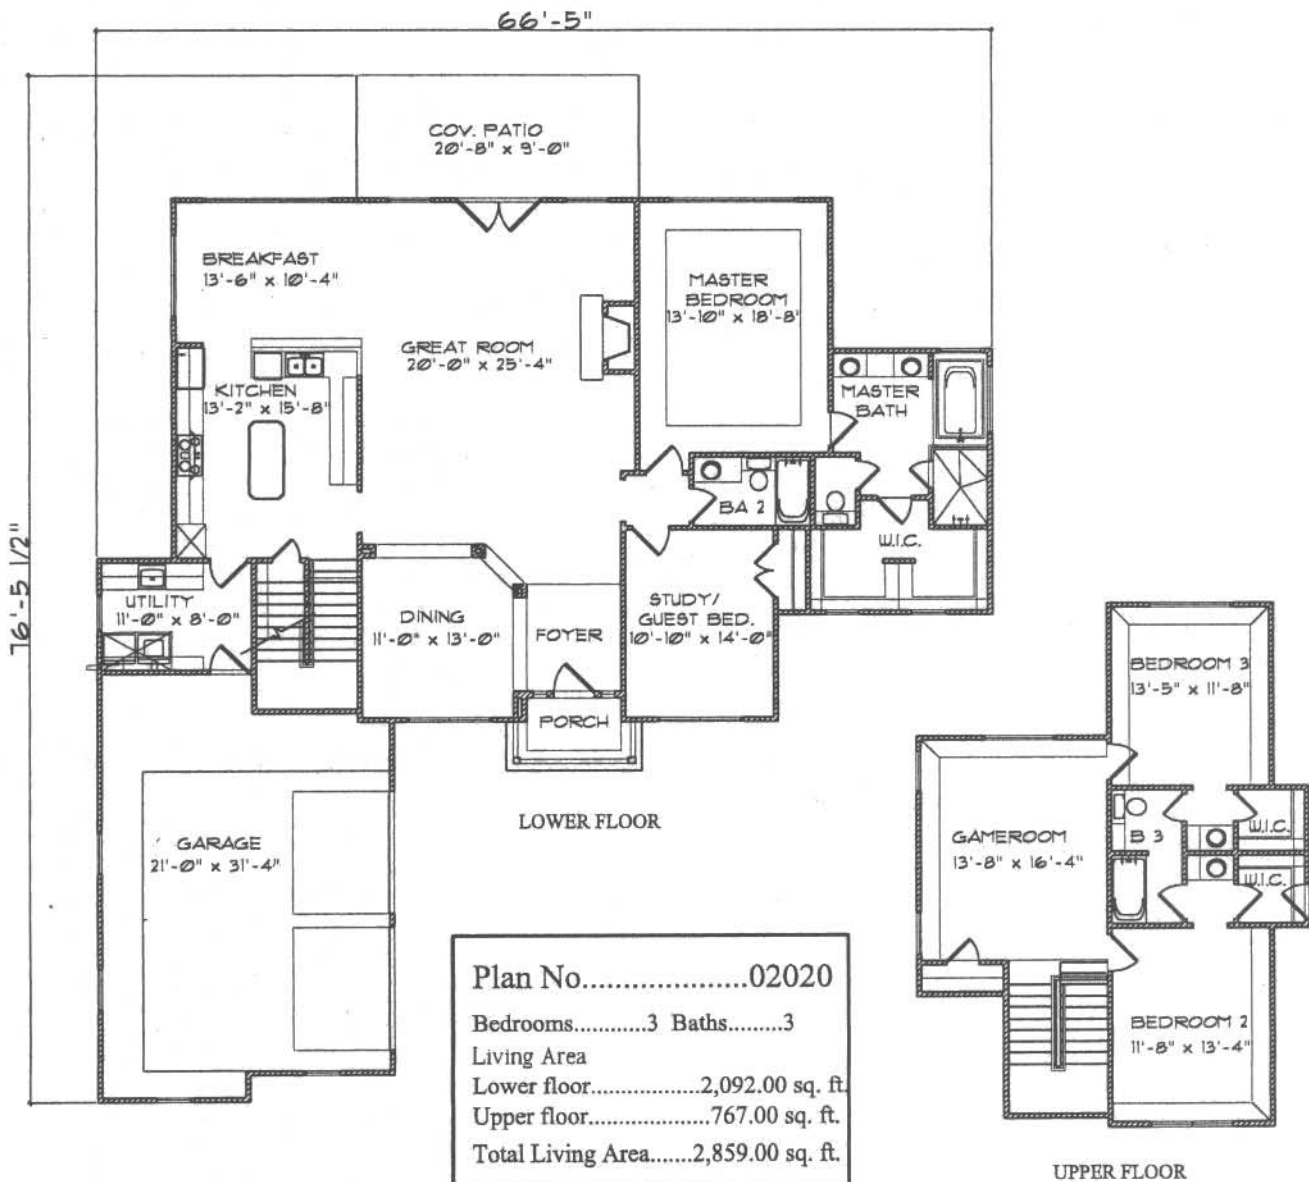 66'-5"
76'-5 1/2"
COV. PATIO
20'-8" x 9'-0"
BREAKFAST
13'-6" x 10'-4"
MASTER
BEDROOM
13'-10" x 18'-8"
GREAT ROOM
20'-0" x 25'-4"
KITCHEN
13'-2" x 15'-8"
MASTER
BATH
BA 2
W.I.C.
UTILITY
11'-0" x 8'-0"
DINING
11'-0" x 13'-0"
FOYER
STUDY/
GUEST BED.
10'-10" x 14'-0"
PORCH
GARAGE
21'-0" x 31'-4"
LOWER FLOOR
BEDROOM 3
13'-5" x 11'-8"
GAMEROOM
13'-8" x 16'-4"
B 3
W.I.C.
W.I.C.
BEDROOM 2
11'-8" x 13'-4"
UPPER FLOOR
Plan No....................02020
Bedrooms............3 Baths.........3
Living Area
Lower floor..................2,092.00 sq. ft.
Upper floor....................767.00 sq. ft.
Total Living Area.......2,859.00 sq. ft.